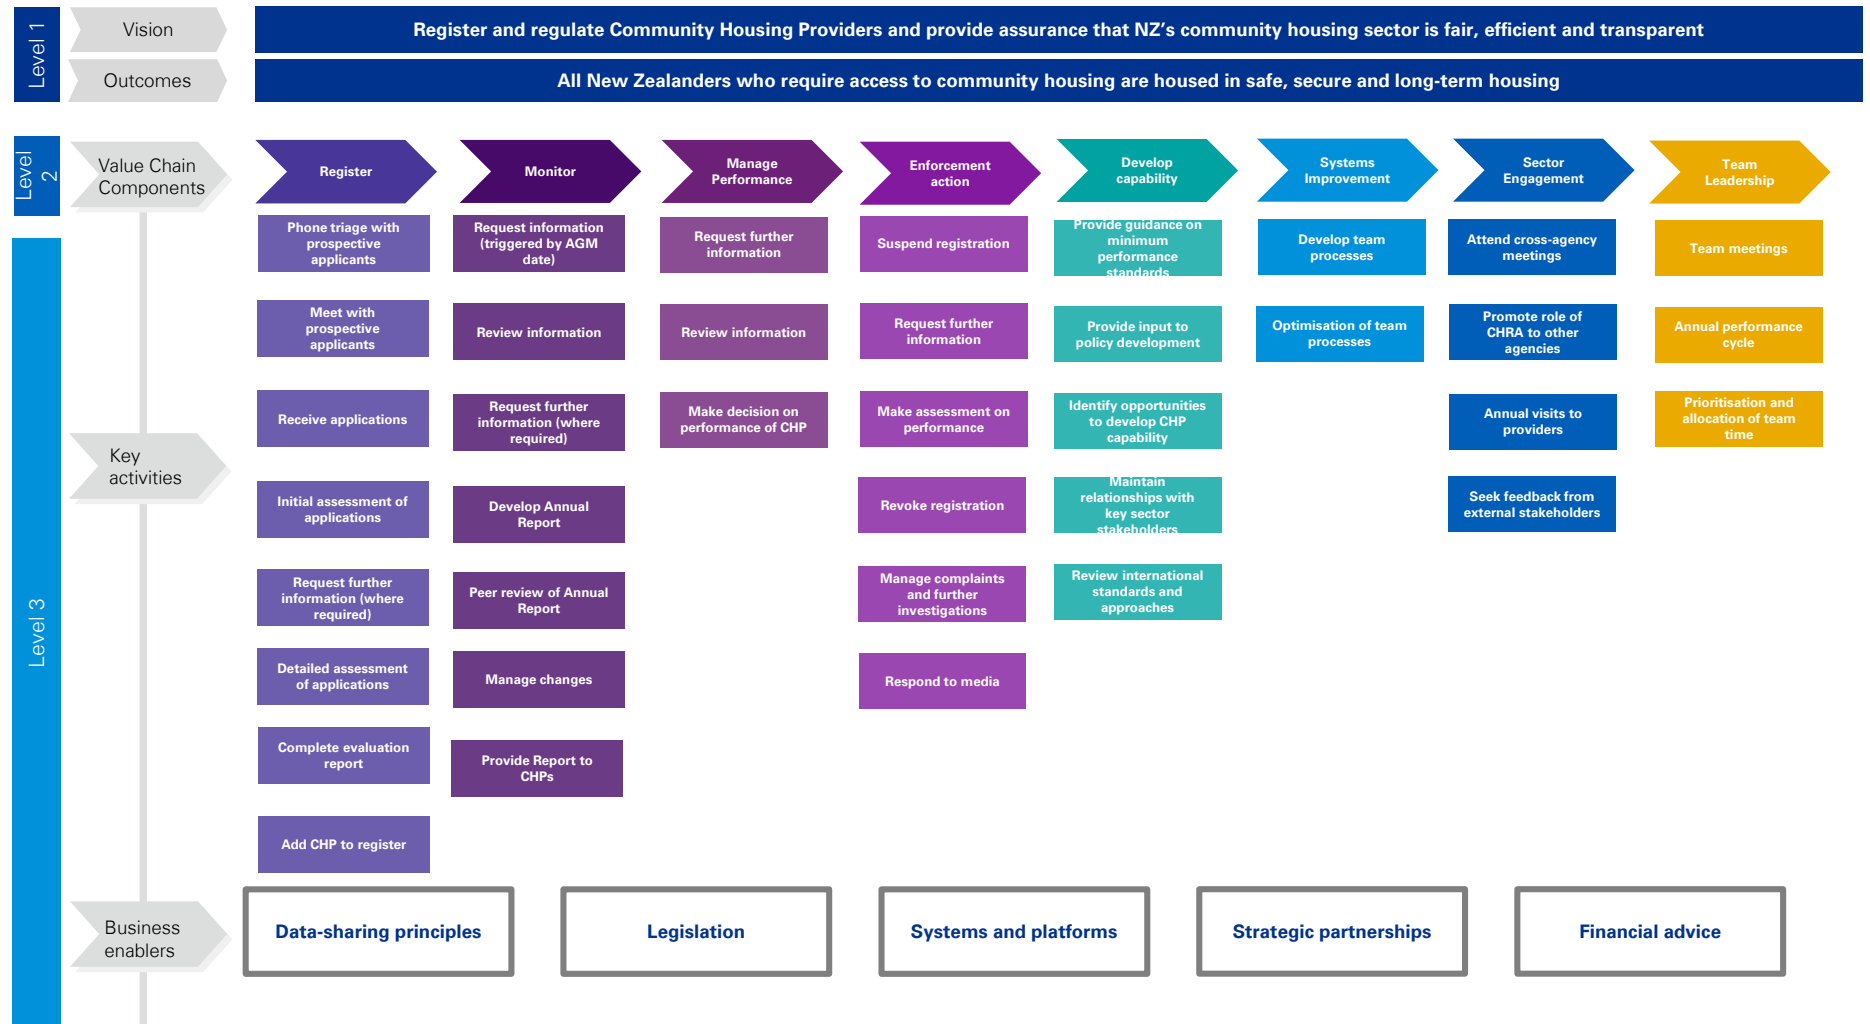 Level 1
Vision
Register and regulate Community Housing Providers and provide assurance that NZ's community housing sector is fair, efficient and transparent
Outcomes
All New Zealanders who require access to community housing are housed in safe, secure and long-term housing
Level
2
Value Chain
Components
Register
Monitor
Manage
Performance
Enforcement
action
Develop
capability
Systems
Improvement
Sector
Engagement
Team
Leadership
Level 3
Key
activities
Phone triage with
prospective
applicants
Meet with
prospective
applicants
Receive applications
Initial assessment of
applications
Request further
information (where
required)
Detailed assessment
of applications
Complete evaluation
report
Add CHP to register
Request information
(triggered by AGM
date)
Review information
Request further
information (where
required)
Develop Annual
Report
Peer review of Annual
Report
Manage changes
Provide Report to
CHPs
Request further
information
Review information
Make decision on
performance of CHP
Suspend registration
Request further
information
Make assessment on
performance
Revoke registration
Manage complaints
and further
investigations
Respond to media
Provide guidance on
minimum
performance
standards
Provide input to
policy development
Identify opportunities
to develop CHP
capability
Maintain
relationships with
key sector
stakeholders
Review international
standards and
approaches
Develop team
processes
Optimisation of team
processes
Attend cross-agency
meetings
Promote role of
CHRA to other
agencies
Annual visits to
providers
Seek feedback from
external stakeholders
Team meetings
Annual performance
cycle
Prioritisation and
allocation of team
time
Business
enablers
Data-sharing principles
Legislation
Systems and platforms
Strategic partnerships
Financial advice